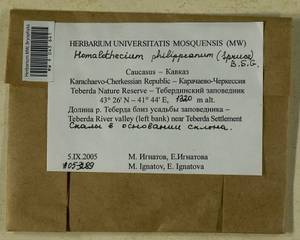 HERBARIUM UNIVERSITATIS MOSQUENSIS (MW)
Homalothecium philippeanum (Spruce)
B.S.G.
Caucasus – Кавказ
Karachaevo-Cherkessian Republic – Карачаево-Черкессия
Teberda Nature Reserve – Тебердинский заповедник
43° 26' N – 41° 44' E, 1320 m alt.
Долина р. Теберда близ усадьбы заповедника –
Teberda River valley (left bank) near Teberda Settlement
Скалы в основании склона.
5.IX.2005 М. Игнатов, Е.Игнатова
#05-3289 M. Ignatov, E. Ignatova